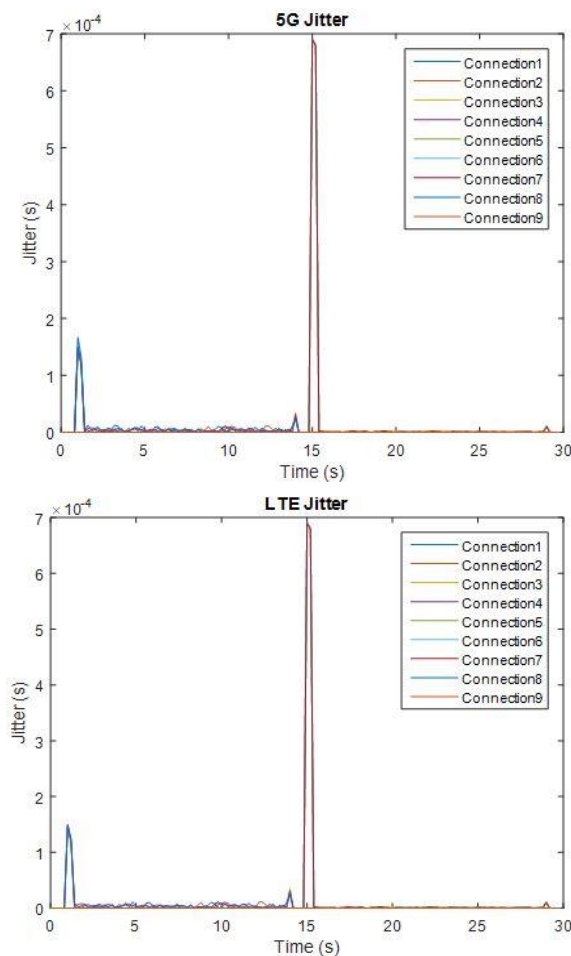 5G Jitter
× 10⁻⁴
7
6
5
4
3
2
1
0
Jitter (s)
0 5 10 15 20 25 30
Time (s)
Connection1
Connection2
Connection3
Connection4
Connection5
Connection6
Connection7
Connection8
Connection9
LTE Jitter
× 10⁻⁴
7
6
5
4
3
2
1
0
Jitter (s)
0 5 10 15 20 25 30
Time (s)
Connection1
Connection2
Connection3
Connection4
Connection5
Connection6
Connection7
Connection8
Connection9